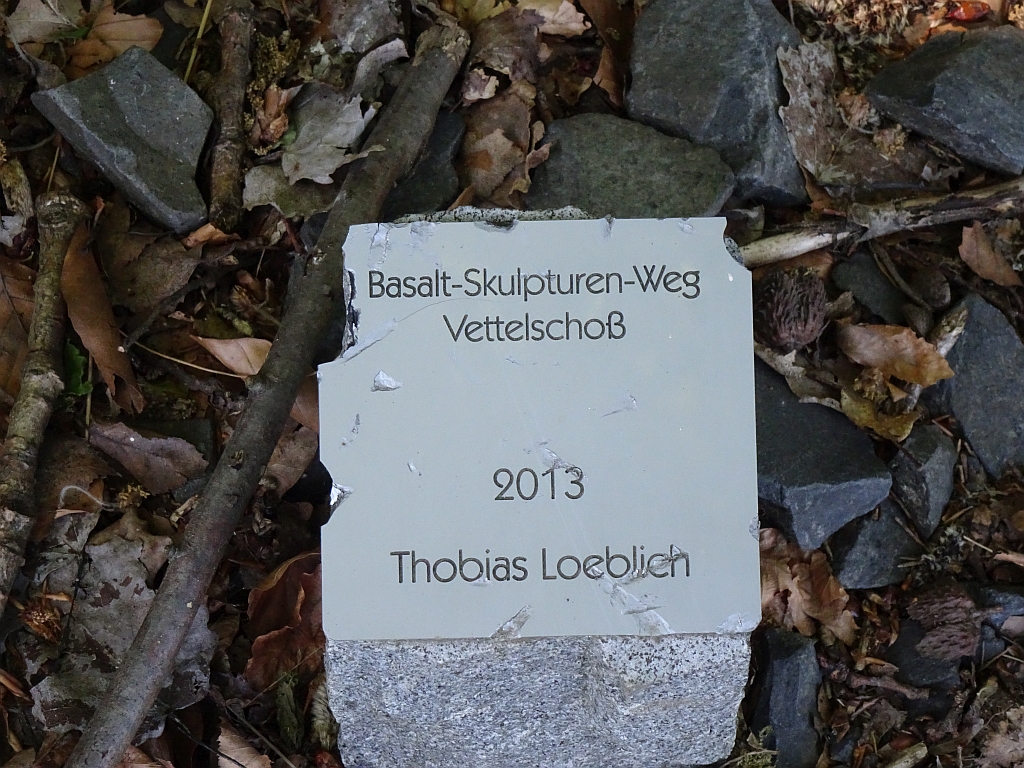 Basalt-Skulpturen-Weg
Vettelschoß
2013
Thobias Loeblich